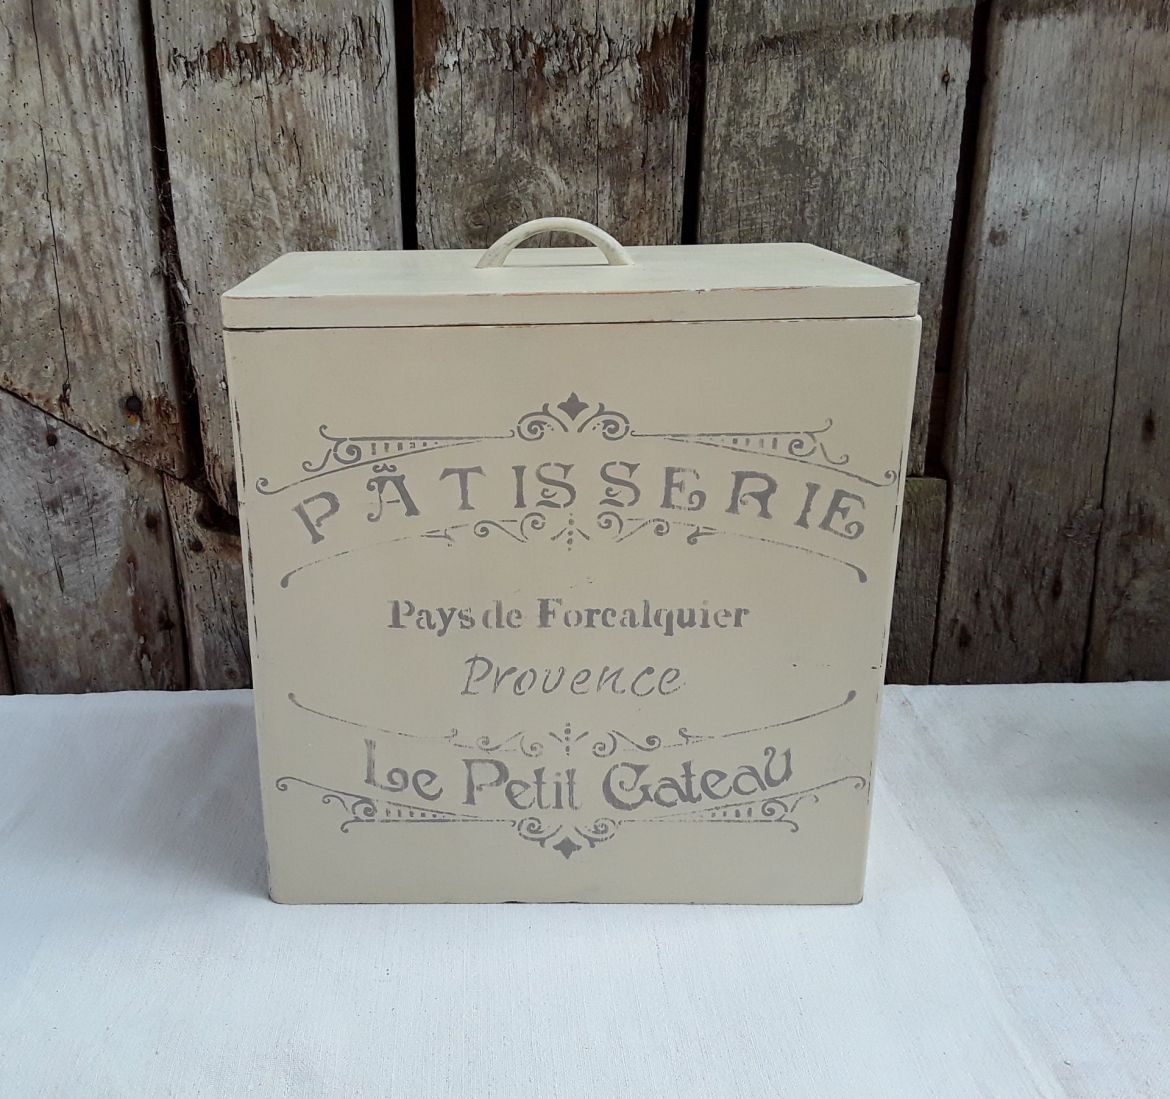 PÂTISSERIE
Pays de Forcalquier
Provence
Le Petit Gateau